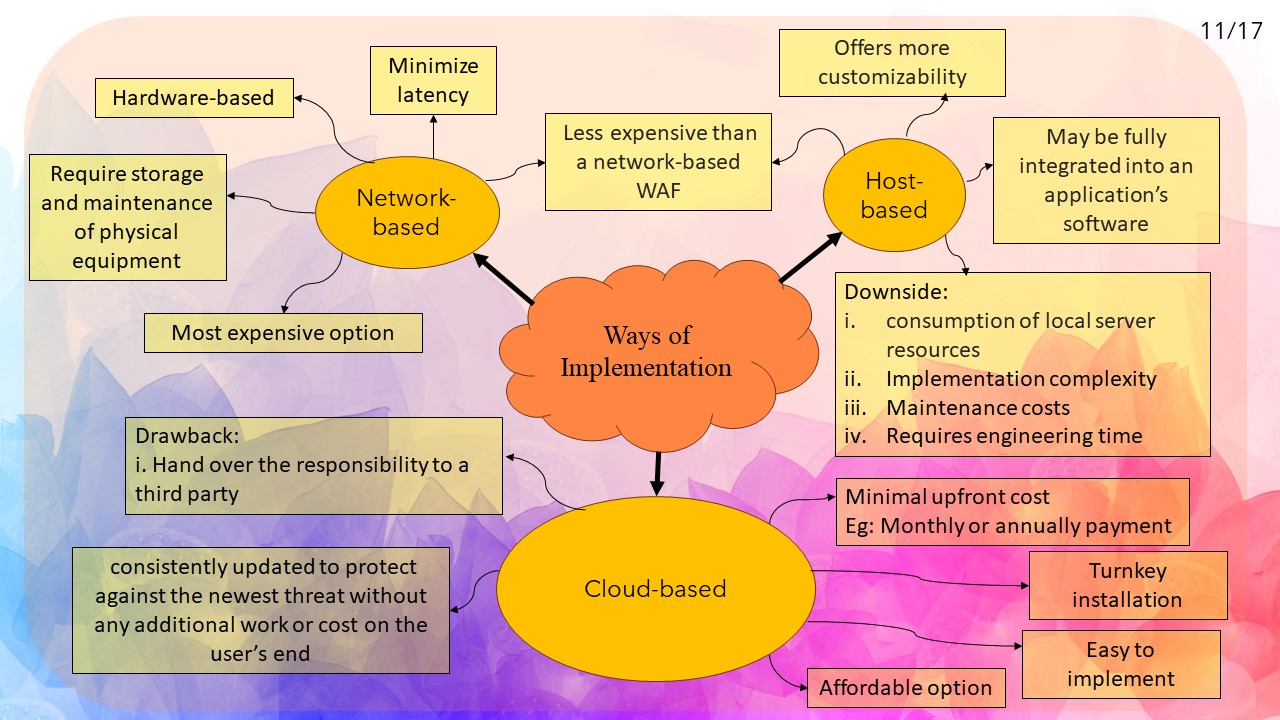 11/17
Offers more
customizability
Minimize
latency
Hardware-based
Less expensive than
a network-based
WAF
May be fully
integrated into an
application’s
software
Require storage
and maintenance
of physical
equipment
Network-
based
Host-
based
Most expensive option
Ways of
Implementation
Downside:
i. consumption of local server
resources
ii. Implementation complexity
iii. Maintenance costs
iv. Requires engineering time
Drawback:
i. Hand over the responsibility to a
third party
Minimal upfront cost
Eg: Monthly or annually payment
consistently updated to protect
against the newest threat without
any additional work or cost on the
user’s end
Cloud-based
Turnkey
installation
Easy to
implement
Affordable option